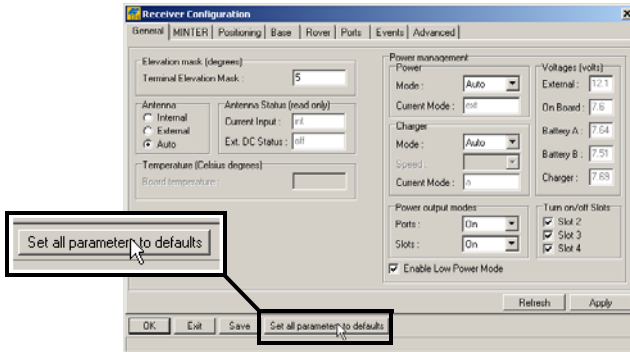 Receiver Configuration
General MINTER Positioning Base Rover Ports Events Advanced
Elevation mask (degrees)
Terminal Elevation Mask : 5
Antenna
Internal
External
Auto
Antenna Status (read only)
Current Input : int
Ext. DC Status : off
Temperature (Celsius degrees)
Board temperature :
Power management
Power
Mode : Auto
Current Mode : ext
Charger
Mode : Auto
Speed :
Current Mode : a
Voltages (volts)
External : 12.1
On Board : 7.6
Battery A : 7.64
Battery B : 7.51
Charger : 7.69
Power output modes
Ports : On
Slots : On
Turn on/off Slots
Slot 2
Slot 3
Slot 4
Enable Low Power Mode
Refresh Apply
OK Exit Save Set all parameters to defaults
Set all parameters to defaults